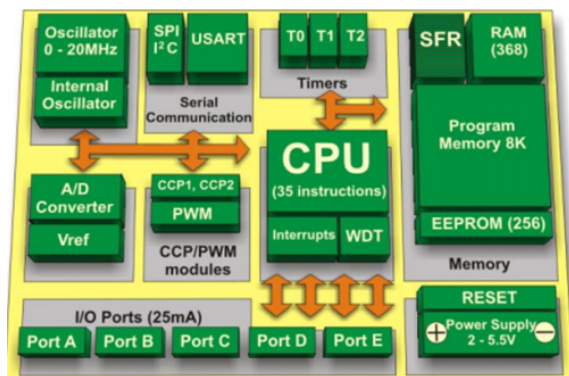 Oscillator
0 - 20MHz
Internal
Oscillator
SPI
I²C
USART
Serial
Communication
T0 T1 T2
Timers
SFR
RAM
(368)
Program
Memory 8K
EEPROM (256)
Memory
A/D
Converter
Vref
CCP1, CCP2
PWM
CCP/PWM
modules
CPU
(35 instructions)
Interrupts
WDT
I/O Ports (25mA)
Port A Port B Port C Port D Port E
RESET
+ Power Supply −
2 - 5.5V